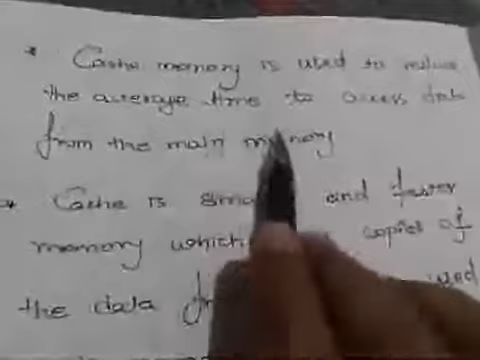 * Cache memory is used to reduce
the average time to access data
from the main memory
* Cache is and faster
memory which copies of
the data used